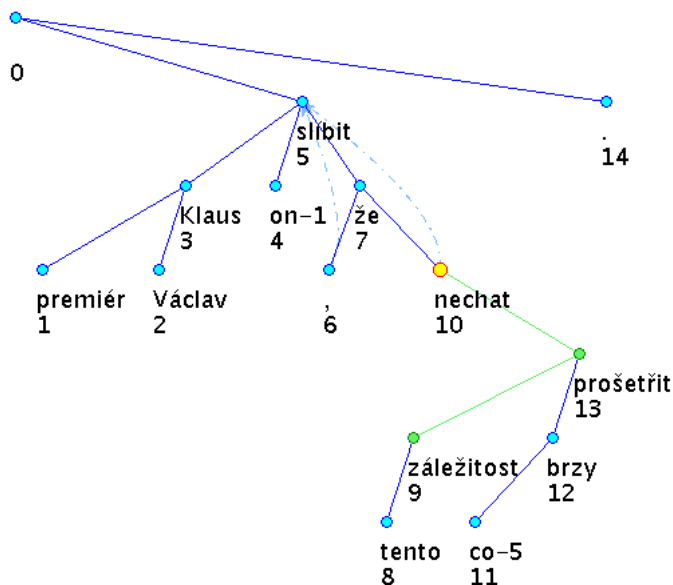 0
slíbit
5
.
14
Klaus
3
on-1
4
že
7
premiér
1
Václav
2
,
6
nechat
10
prošetřit
13
záležitost
9
brzy
12
tento
8
co-5
11